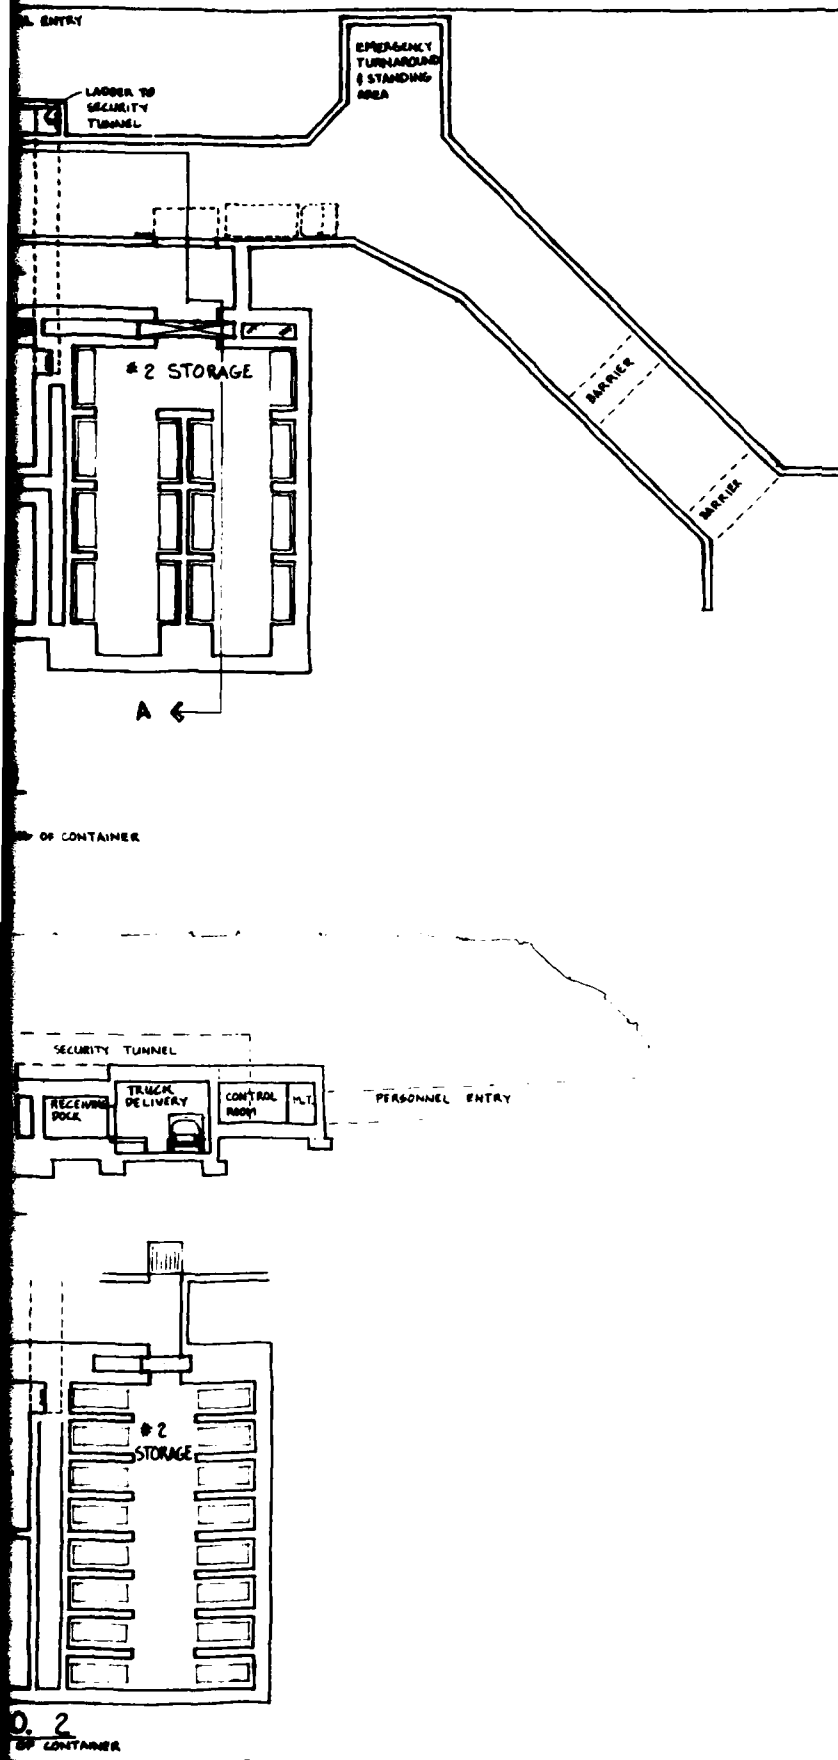 ENTRY
LADDER TO
SECURITY
TUNNEL
EMERGENCY
TURNAROUND
& STANDING
AREA
#2 STORAGE
BARRIER
BARRIER
A
OF CONTAINER
SECURITY TUNNEL
RECEIVING
DOCK
TRUCK
DELIVERY
CONTROL
ROOM
M.T.
PERSONNEL ENTRY
#2
STORAGE
O. 2
OF CONTAINER